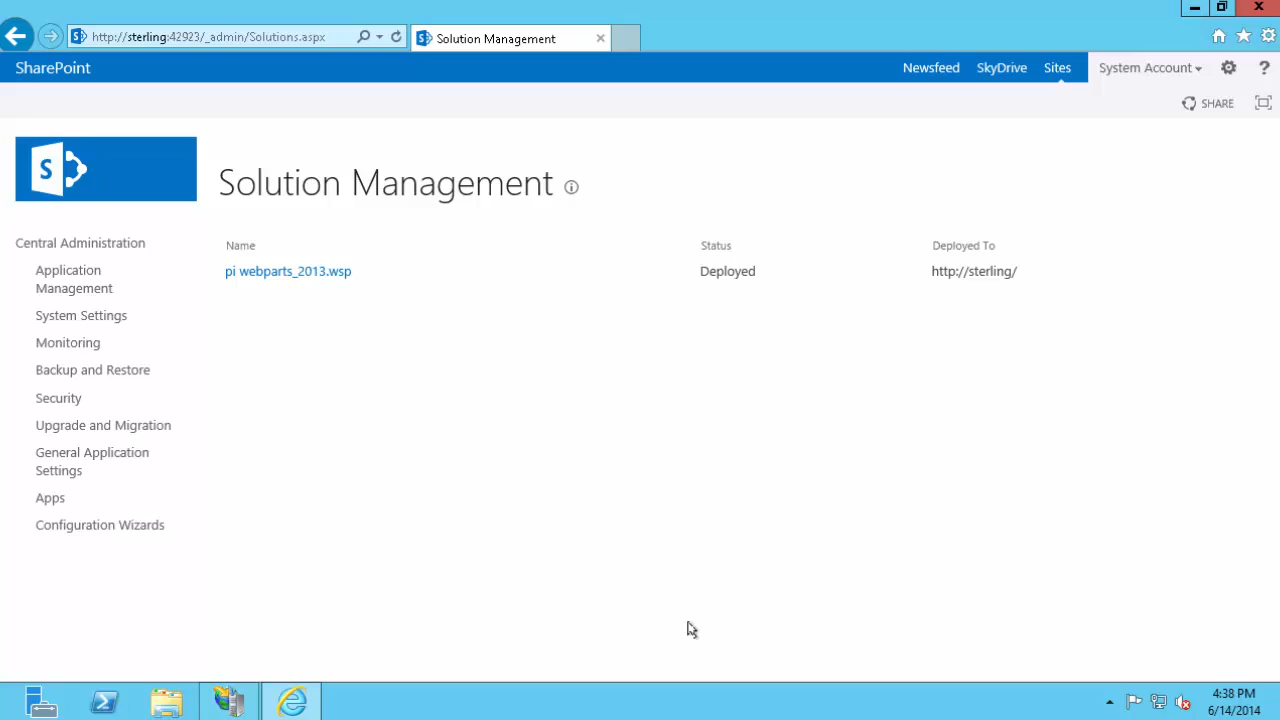 http://sterling:42923/_admin/Solutions.aspx
Solution Management
SharePoint
Newsfeed
SkyDrive
Sites
System Account
?
SHARE
S
Solution Management
Central Administration
Application
Management
System Settings
Monitoring
Backup and Restore
Security
Upgrade and Migration
General Application
Settings
Apps
Configuration Wizards
Name
Status
Deployed To
pi webparts_2013.wsp
Deployed
http://sterling/
4:38 PM
6/14/2014